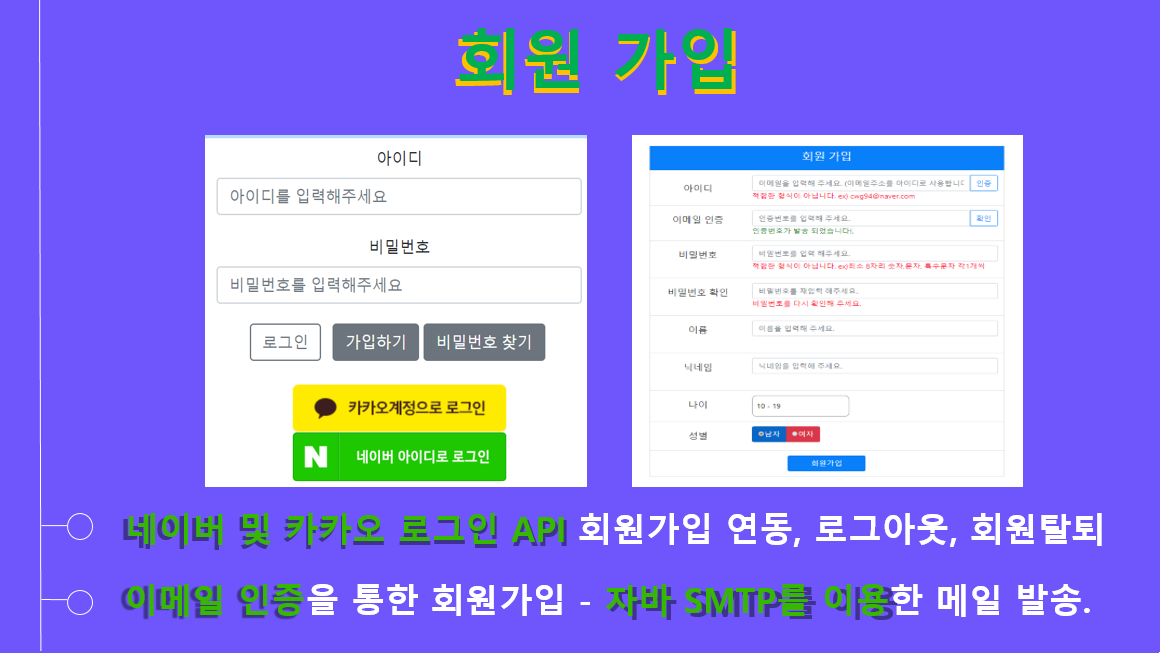 회원 가입
아이디
아이디를 입력해주세요
비밀번호
비밀번호를 입력해주세요
로그인 가입하기 비밀번호 찾기
카카오계정으로 로그인
N 네이버 아이디로 로그인
회원 가입
아이디 이메일을 입력해 주세요. (이메일주소를 아이디로 사용합니다 인증
적합한 형식이 아닙니다. ex) cwg94@naver.com
이메일 인증 인증번호를 입력해 주세요. 확인
인증번호가 발송 되었습니다!.
비밀번호 비밀번호를 입력 해주세요.
적합한 형식이 아닙니다. ex)최소 8자리 숫자,문자, 특수문자 각1개씩
비밀번호 확인 비밀번호를 재입력 해주세요.
비밀번호를 다시 확인해 주세요.
이름 이름을 입력해 주세요.
닉네임 닉네임을 입력해 주세요.
나이 10 - 19
성별 남자 여자
회원가입
네이버 및 카카오 로그인 API 회원가입 연동, 로그아웃, 회원탈퇴
이메일 인증을 통한 회원가입 - 자바 SMTP를 이용한 메일 발송.